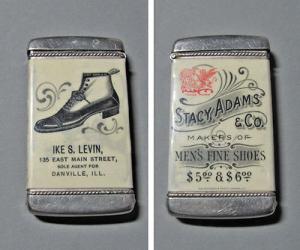 IKE S. LEVIN,
135 EAST MAIN STREET,
SOLE AGENT FOR
DANVILLE, ILL.
STACY, ADAMS
& CO.
MAKERS OF
MEN'S FINE SHOES
$5.00 & $6.00